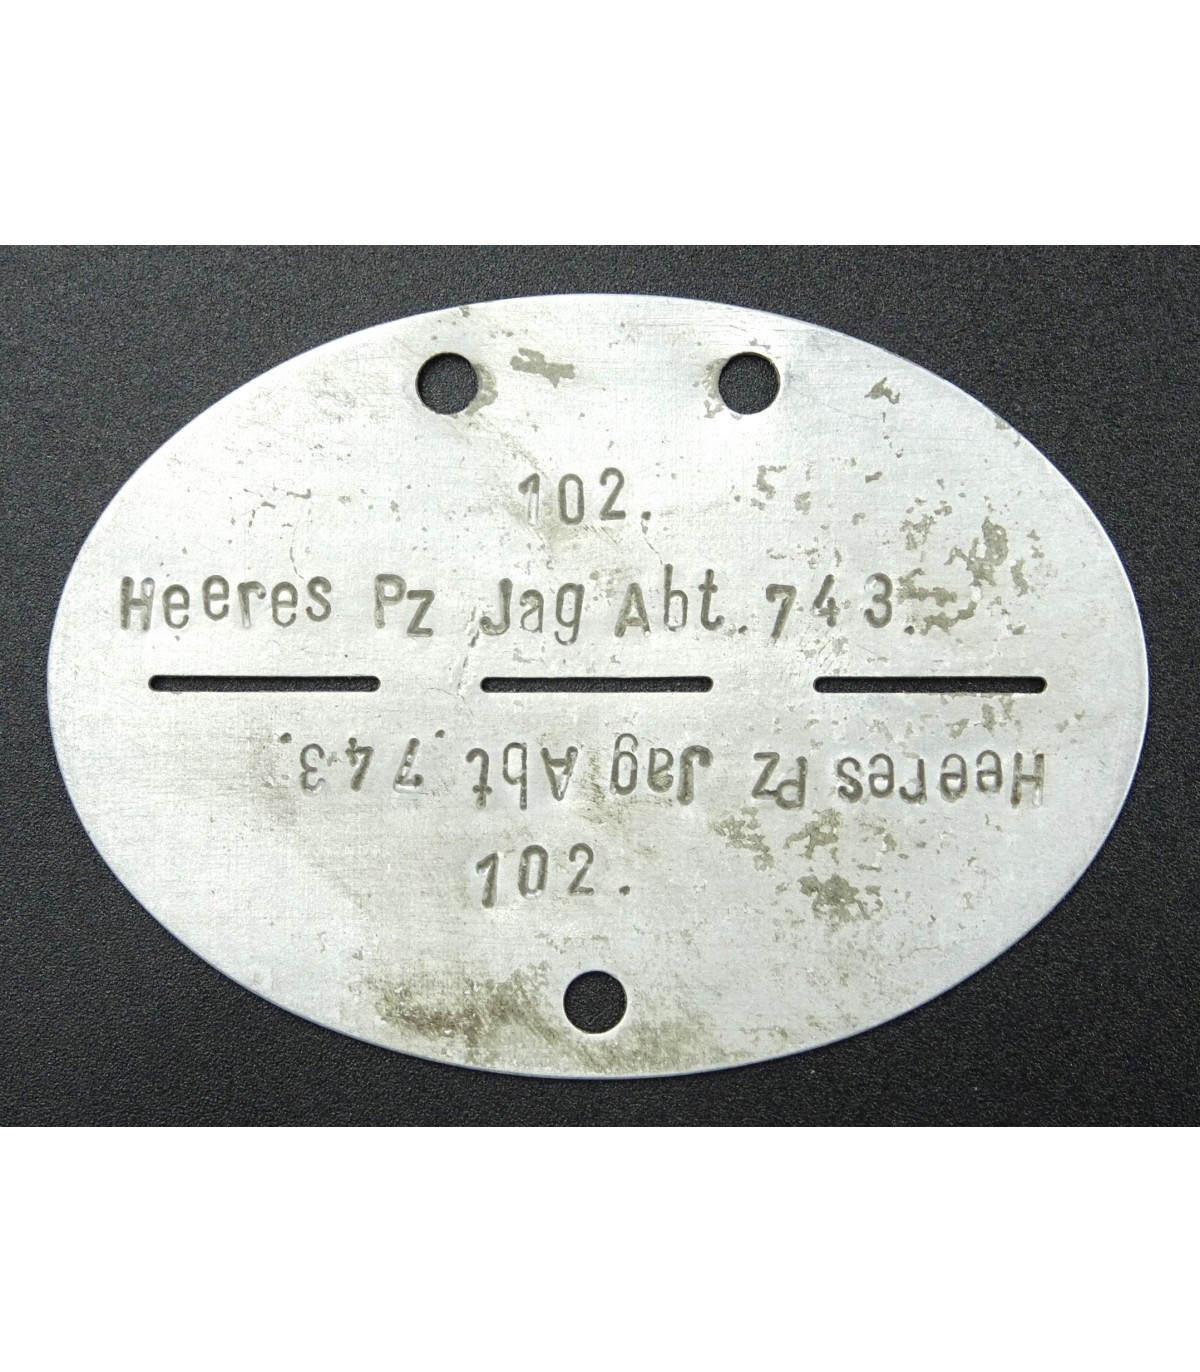 102.
Heeres Pz Jag Abt. 743.
Heeres Pz Jag Abt. 743.
102.